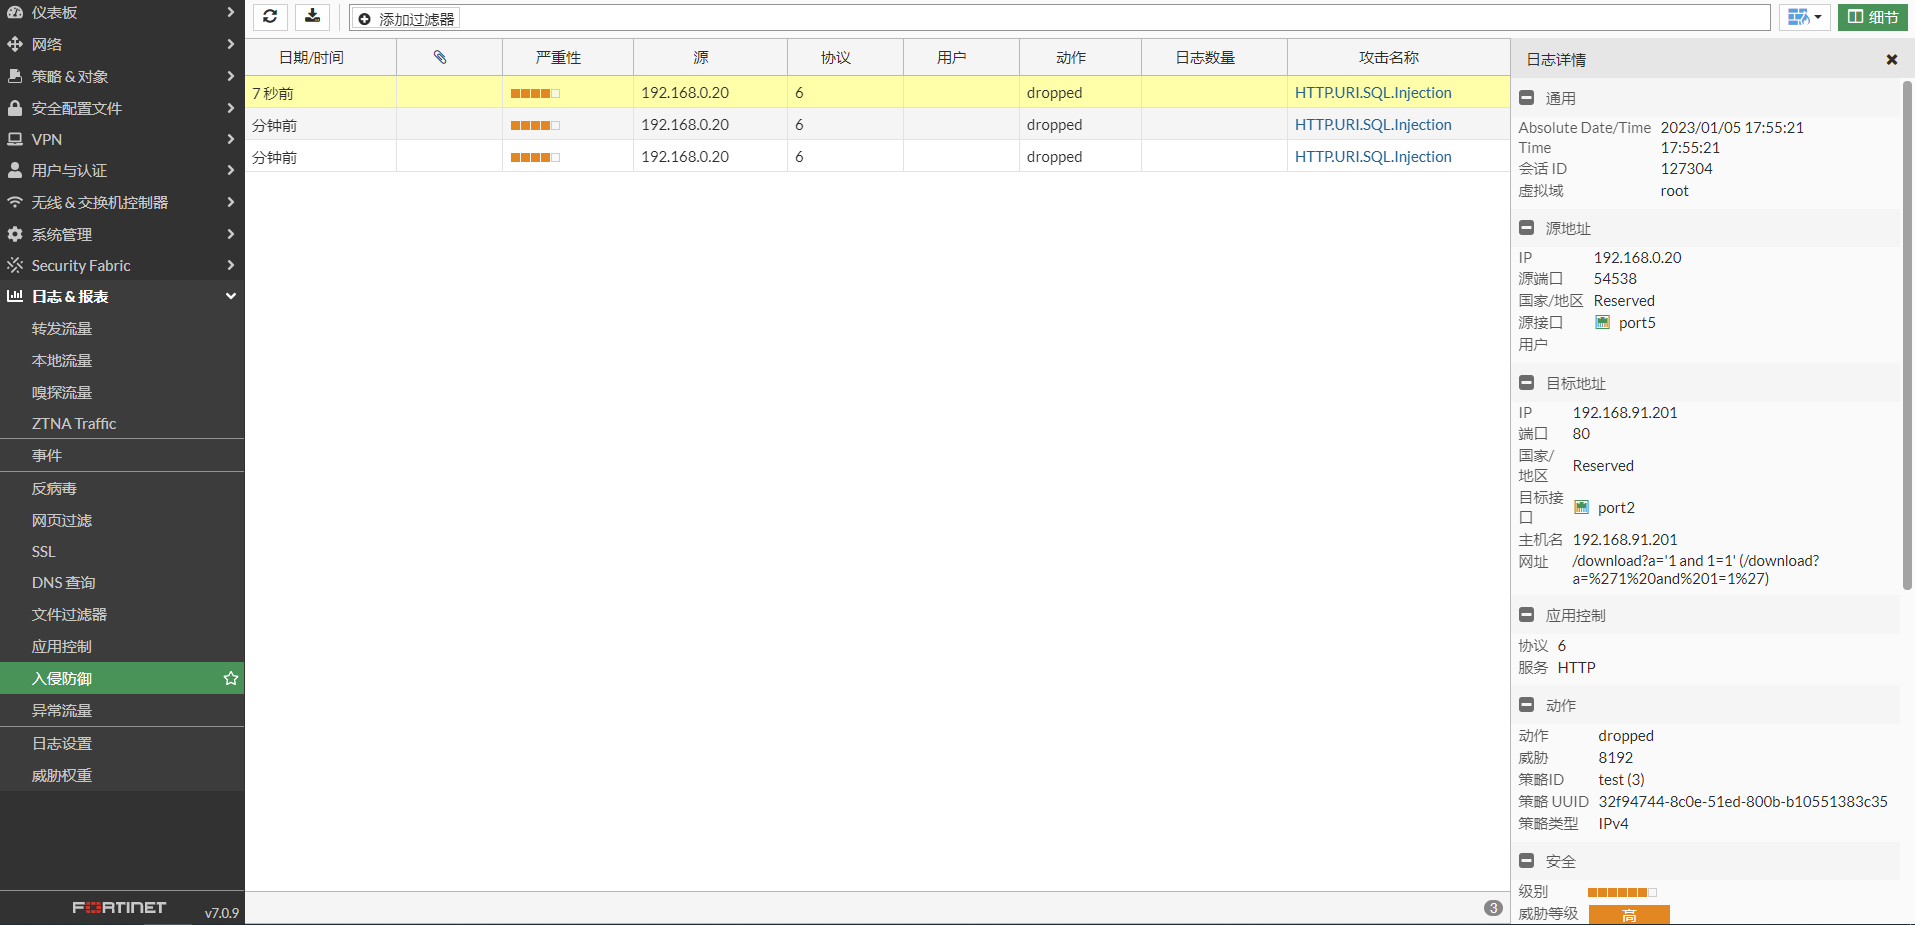 仪表板
网络
策略 & 对象
安全配置文件
VPN
用户与认证
无线 & 交换机控制器
系统管理
Security Fabric
日志 & 报表
转发流量
本地流量
嗅探流量
ZTNA Traffic
事件
反病毒
网页过滤
SSL
DNS 查询
文件过滤器
应用控制
入侵防御
异常流量
日志设置
威胁权重
FORTINET
v7.0.9
添加过滤器
细节
日期/时间 严重性 源 协议 用户 动作 日志数量 攻击名称
7 秒前 192.168.0.20 6 dropped HTTP.URI.SQL.Injection
分钟前 192.168.0.20 6 dropped HTTP.URI.SQL.Injection
分钟前 192.168.0.20 6 dropped HTTP.URI.SQL.Injection
3
日志详情
通用
Absolute Date/Time 2023/01/05 17:55:21
Time 17:55:21
会话 ID 127304
虚拟域 root
源地址
IP 192.168.0.20
源端口 54538
国家/地区 Reserved
源接口 port5
用户
目标地址
IP 192.168.91.201
端口 80
国家/
地区 Reserved
目标接
口 port2
主机名 192.168.91.201
网址 /download?a='1 and 1=1' (/download?
a=%271%20and%201=1%27)
应用控制
协议 6
服务 HTTP
动作
动作 dropped
威胁 8192
策略ID test (3)
策略 UUID 32f94744-8c0e-51ed-800b-b10551383c35
策略类型 IPv4
安全
级别
威胁等级 高